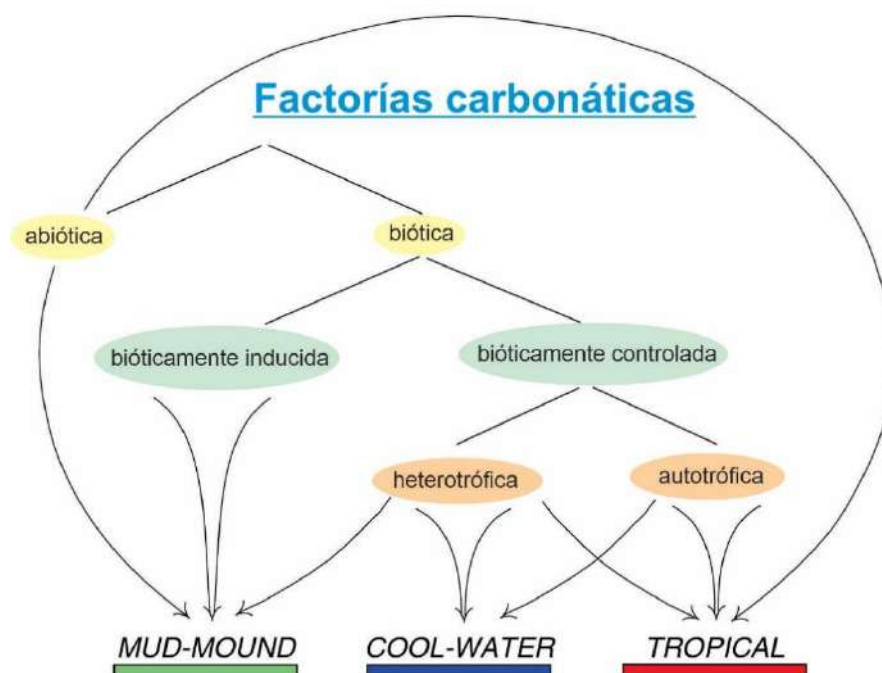 Factorías carbonáticas
abiótica
biótica
bióticamente inducida
bióticamente controlada
heterotrófica
autotrófica
MUD-MOUND
COOL-WATER
TROPICAL